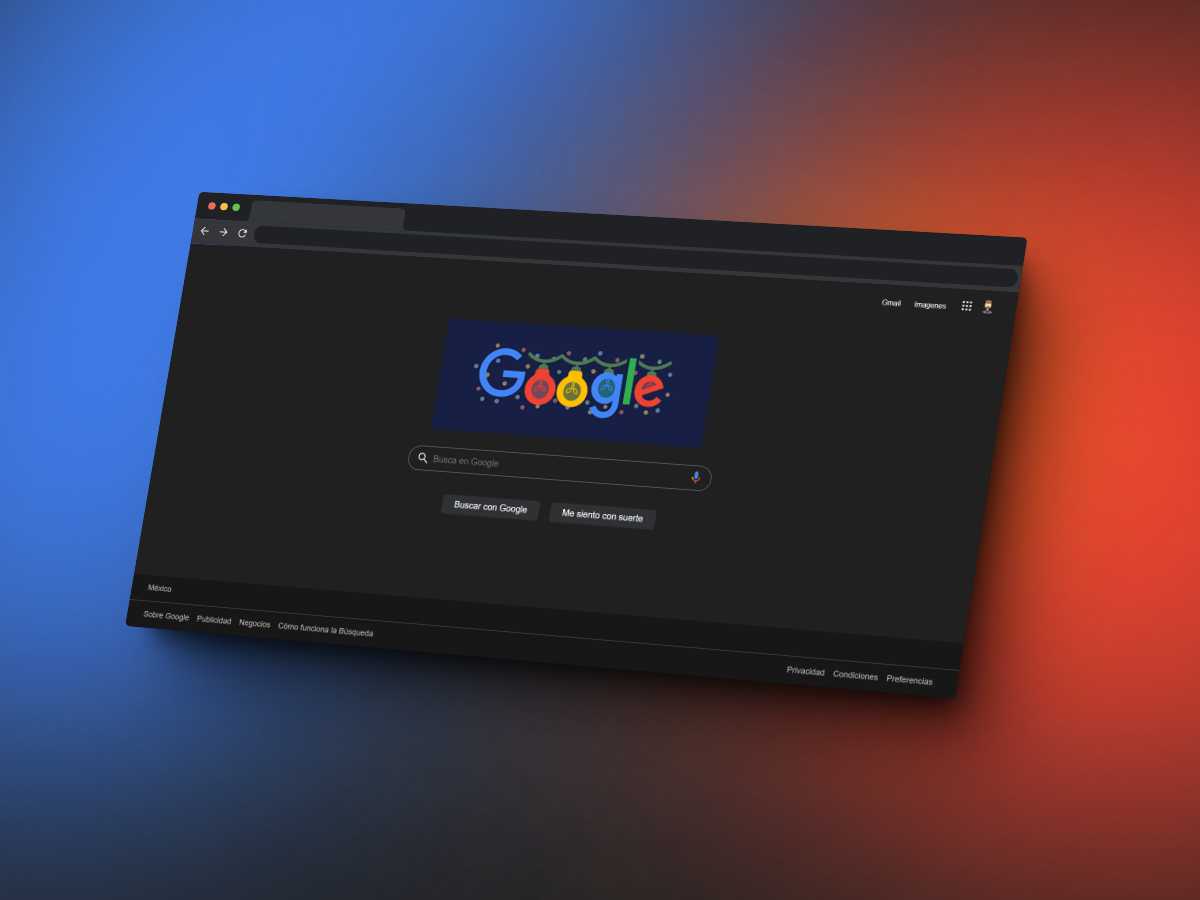 Gmail Imagenes
Google
Busca en Google
Buscar con Google Me siento con suerte
México
Sobre Google Publicidad Negocios Cómo funciona la Búsqueda
Privacidad Condiciones Preferencias